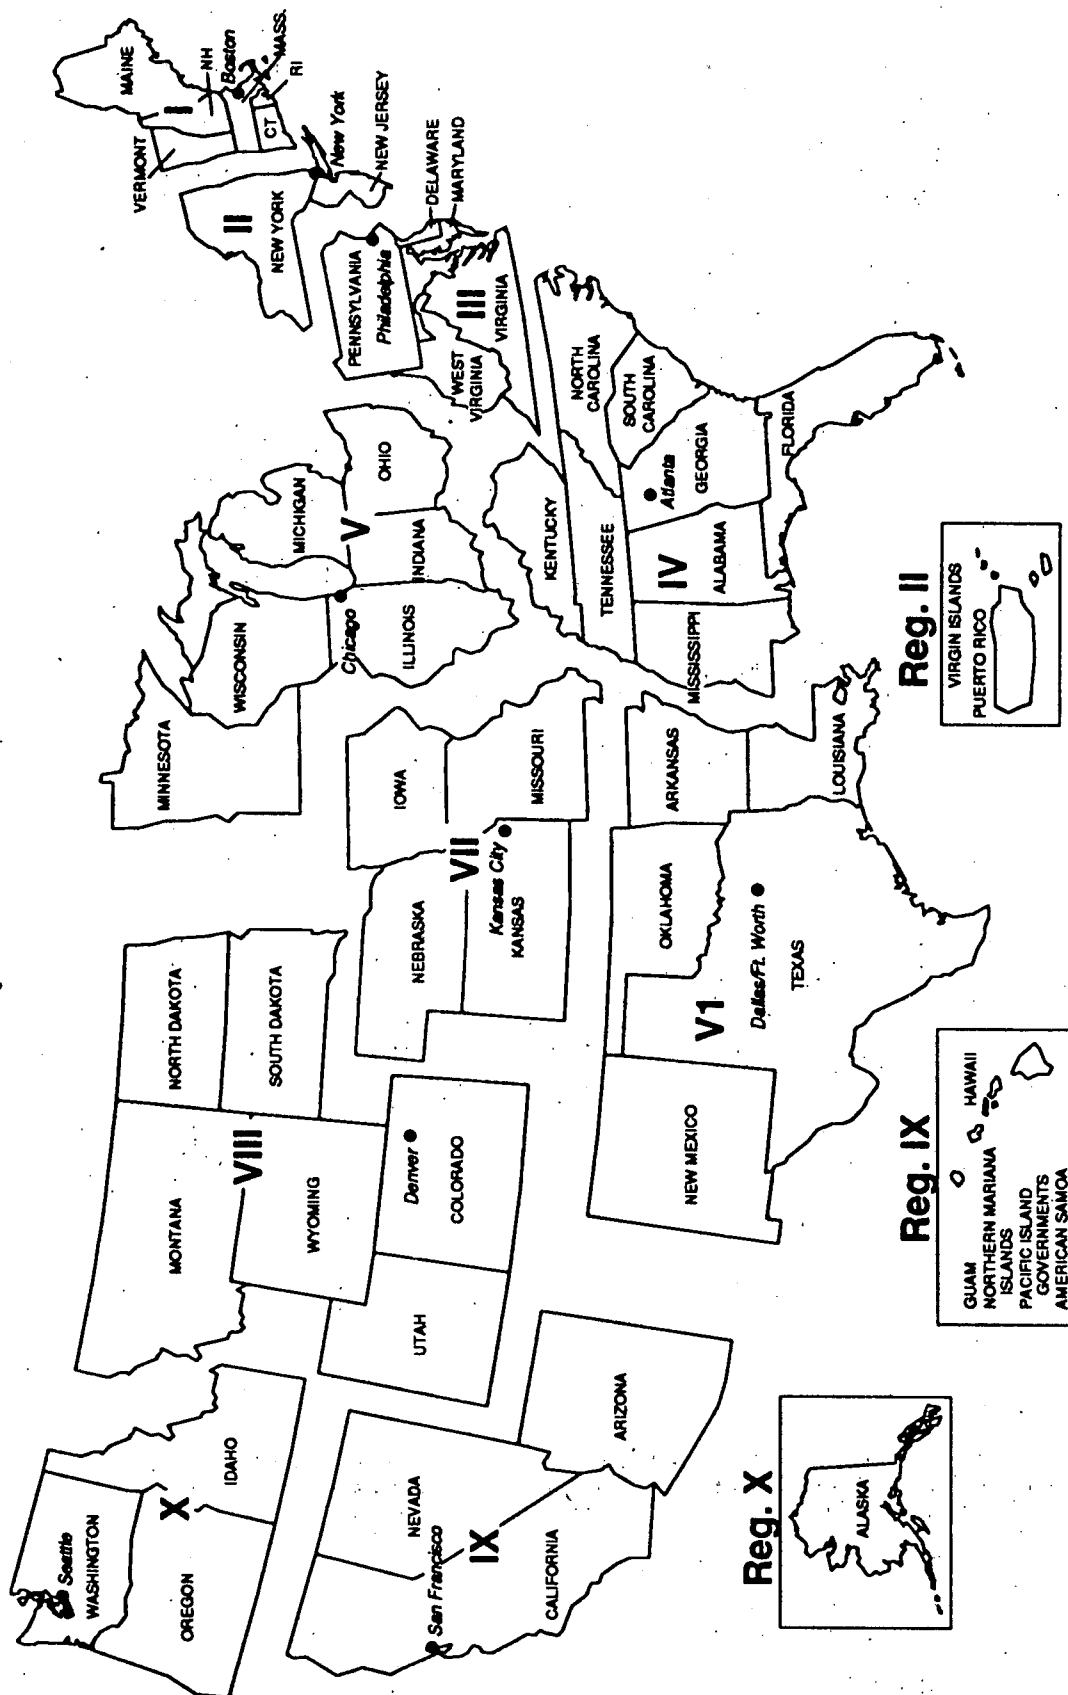 Seattle
WASHINGTON
OREGON
X
IDAHO
MONTANA
NORTH DAKOTA
SOUTH DAKOTA
VIII
WYOMING
UTAH
Denver
COLORADO
NEVADA
San Francisco
IX
CALIFORNIA
ARIZONA
MINNESOTA
WISCONSIN
MICHIGAN
V
Chicago
ILLINOIS
INDIANA
OHIO
NEBRASKA
IOWA
VII
Kansas City
KANSAS
MISSOURI
NEW MEXICO
V1
OKLAHOMA
ARKANSAS
Dallas/Ft. Worth
TEXAS
LOUISIANA
KENTUCKY
TENNESSEE
NORTH
CAROLINA
SOUTH
CAROLINA
IV
MISSISSIPPI
ALABAMA
Atlanta
GEORGIA
FLORIDA
PENNSYLVANIA
Philadelphia
WEST
VIRGINIA
III
VIRGINIA
DELAWARE
MARYLAND
II
NEW YORK
New York
NEW JERSEY
VERMONT
MAINE
I
NH
Boston
MASS.
RI
CT
Reg. X
ALASKA
Reg. IX
GUAM
NORTHERN MARIANA
ISLANDS
PACIFIC ISLAND
GOVERNMENTS
AMERICAN SAMOA
HAWAII
Reg. II
VIRGIN ISLANDS
PUERTO RICO